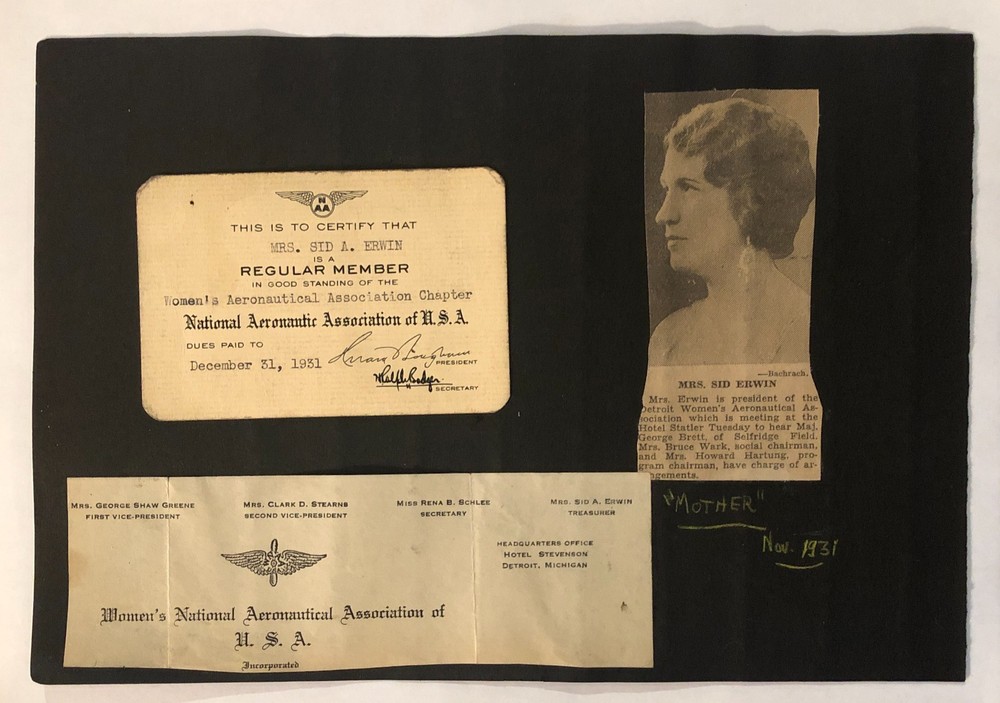 N
AA
THIS IS TO CERTIFY THAT
MRS. SID A. ERWIN
IS A
REGULAR MEMBER
IN GOOD STANDING OF THE
Women's Aeronautical Association Chapter
National Aeronautic Association of U.S.A.
DUES PAID TO
December 31, 1931
PRESIDENT
SECRETARY
—Bachrach.
MRS. SID ERWIN
Mrs. Erwin is president of the
Detroit Women's Aeronautical As-
sociation which is meeting at the
Hotel Statler Tuesday to hear Maj.
George Brett, of Selfridge Field.
Mrs. Bruce Wark, social chairman,
and Mrs. Howard Hartung, pro-
gram chairman, have charge of ar-
ngements.
"MOTHER"
Nov. 1931
MRS. GEORGE SHAW GREENE
FIRST VICE-PRESIDENT
MRS. CLARK D. STEARNS
SECOND VICE-PRESIDENT
MISS RENA B. SCHLEE
SECRETARY
MRS. SID A. ERWIN
TREASURER
HEADQUARTERS OFFICE
HOTEL STEVENSON
DETROIT, MICHIGAN
Women's National Aeronautical Association of
U. S. A.
Incorporated